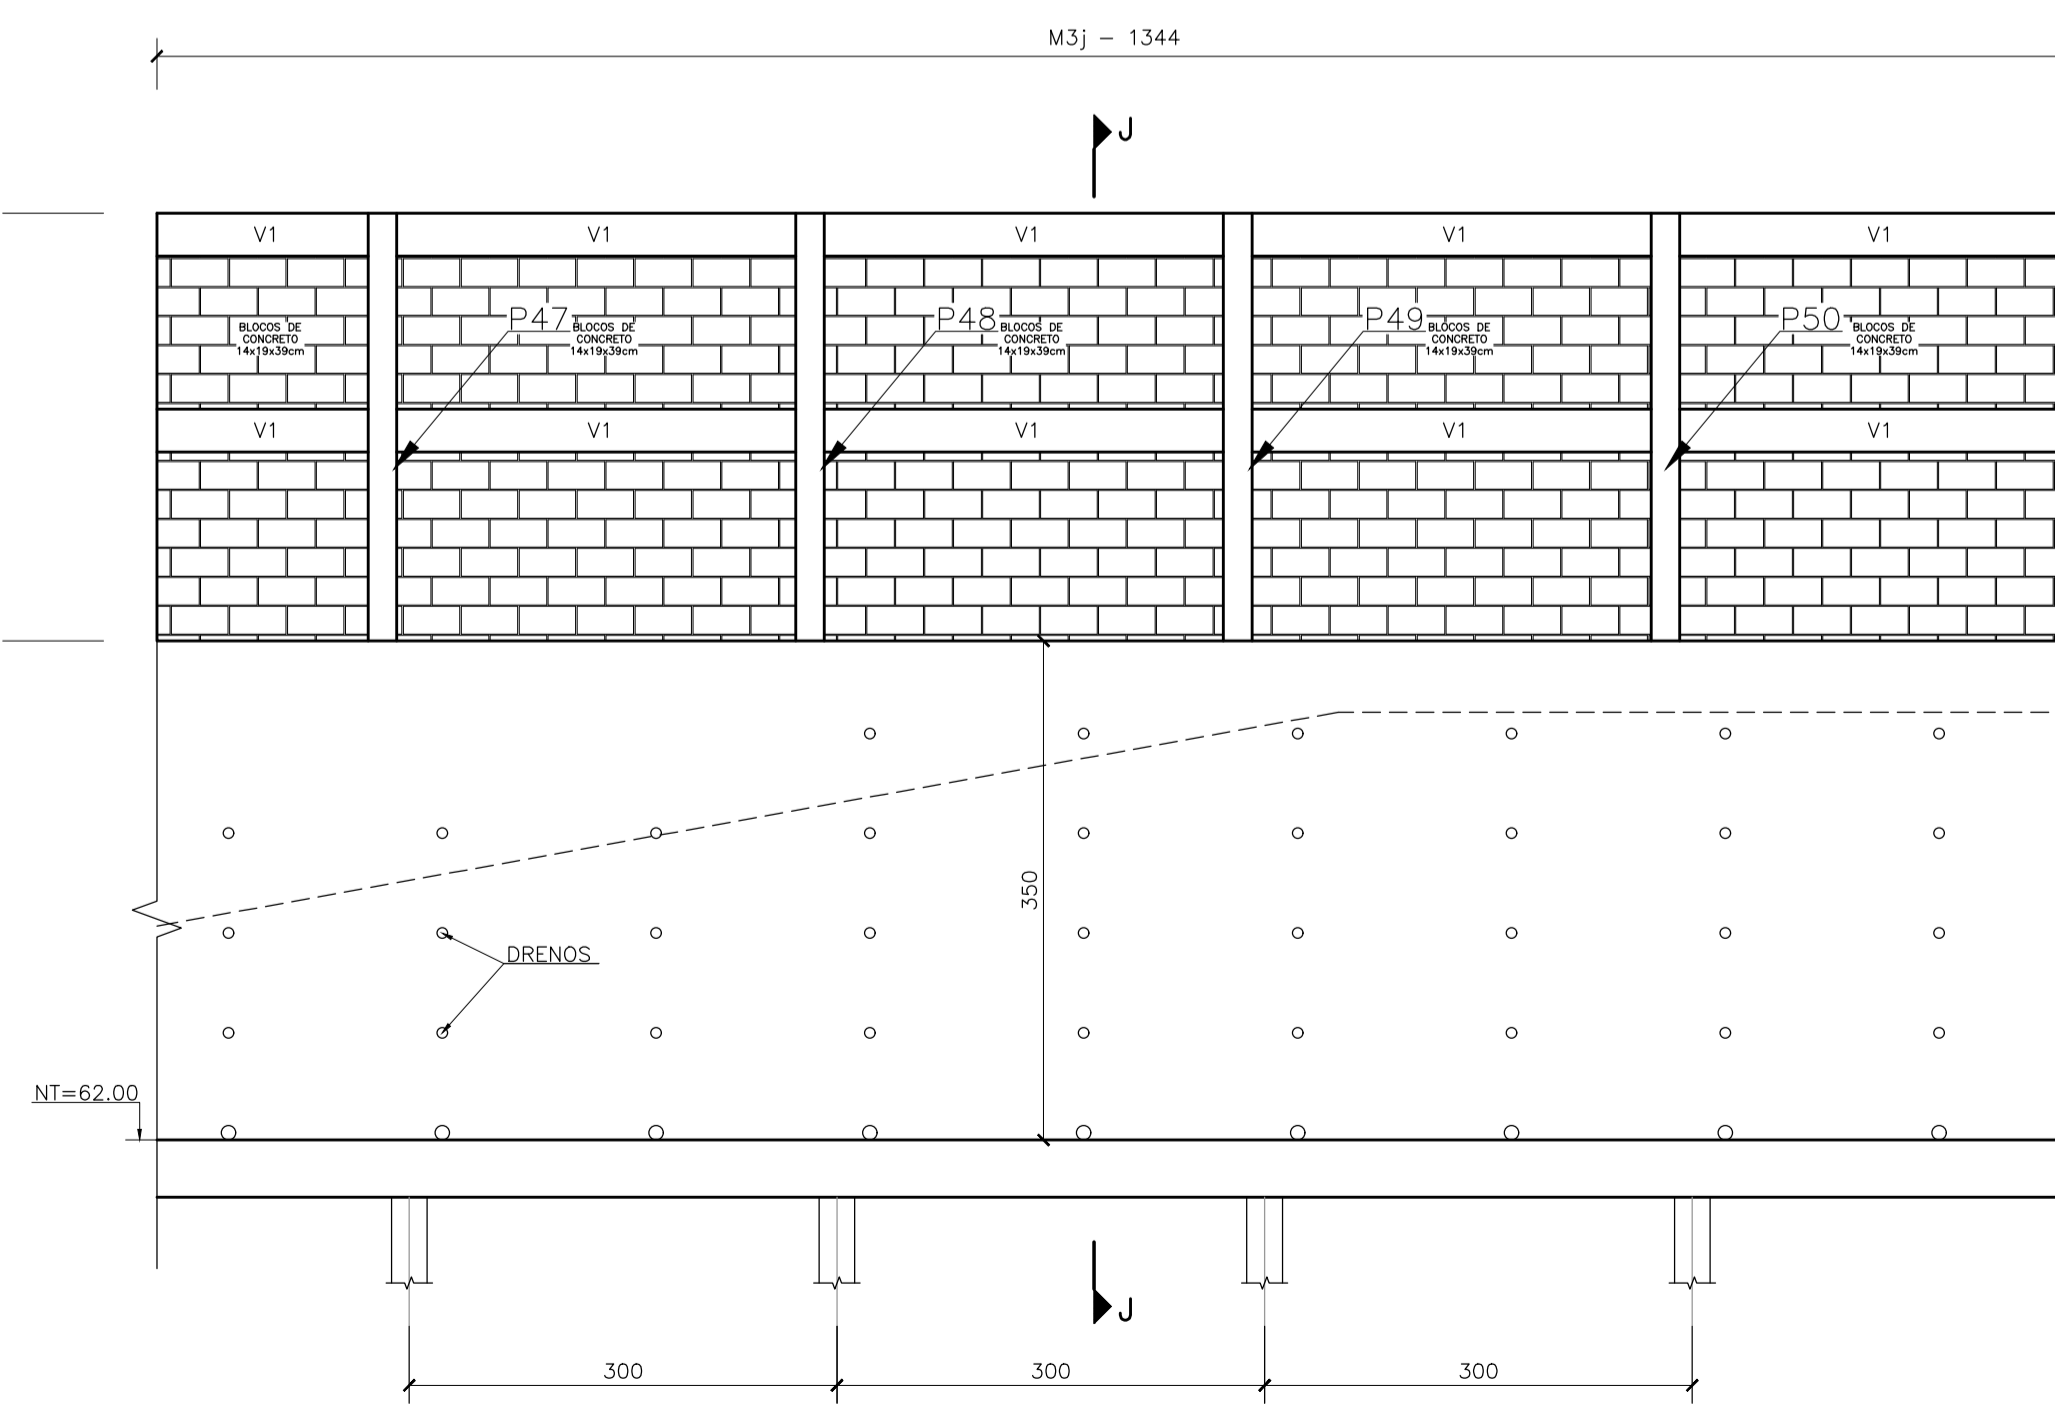 M3j - 1344
J
V1
V1
V1
V1
V1
P47
P48
P49
P50
BLOCOS DE
CONCRETO
14x19x39cm
BLOCOS DE
CONCRETO
14x19x39cm
BLOCOS DE
CONCRETO
14x19x39cm
BLOCOS DE
CONCRETO
14x19x39cm
BLOCOS DE
CONCRETO
14x19x39cm
V1
V1
V1
V1
V1
350
DRENOS
NT=62.00
J
300
300
300